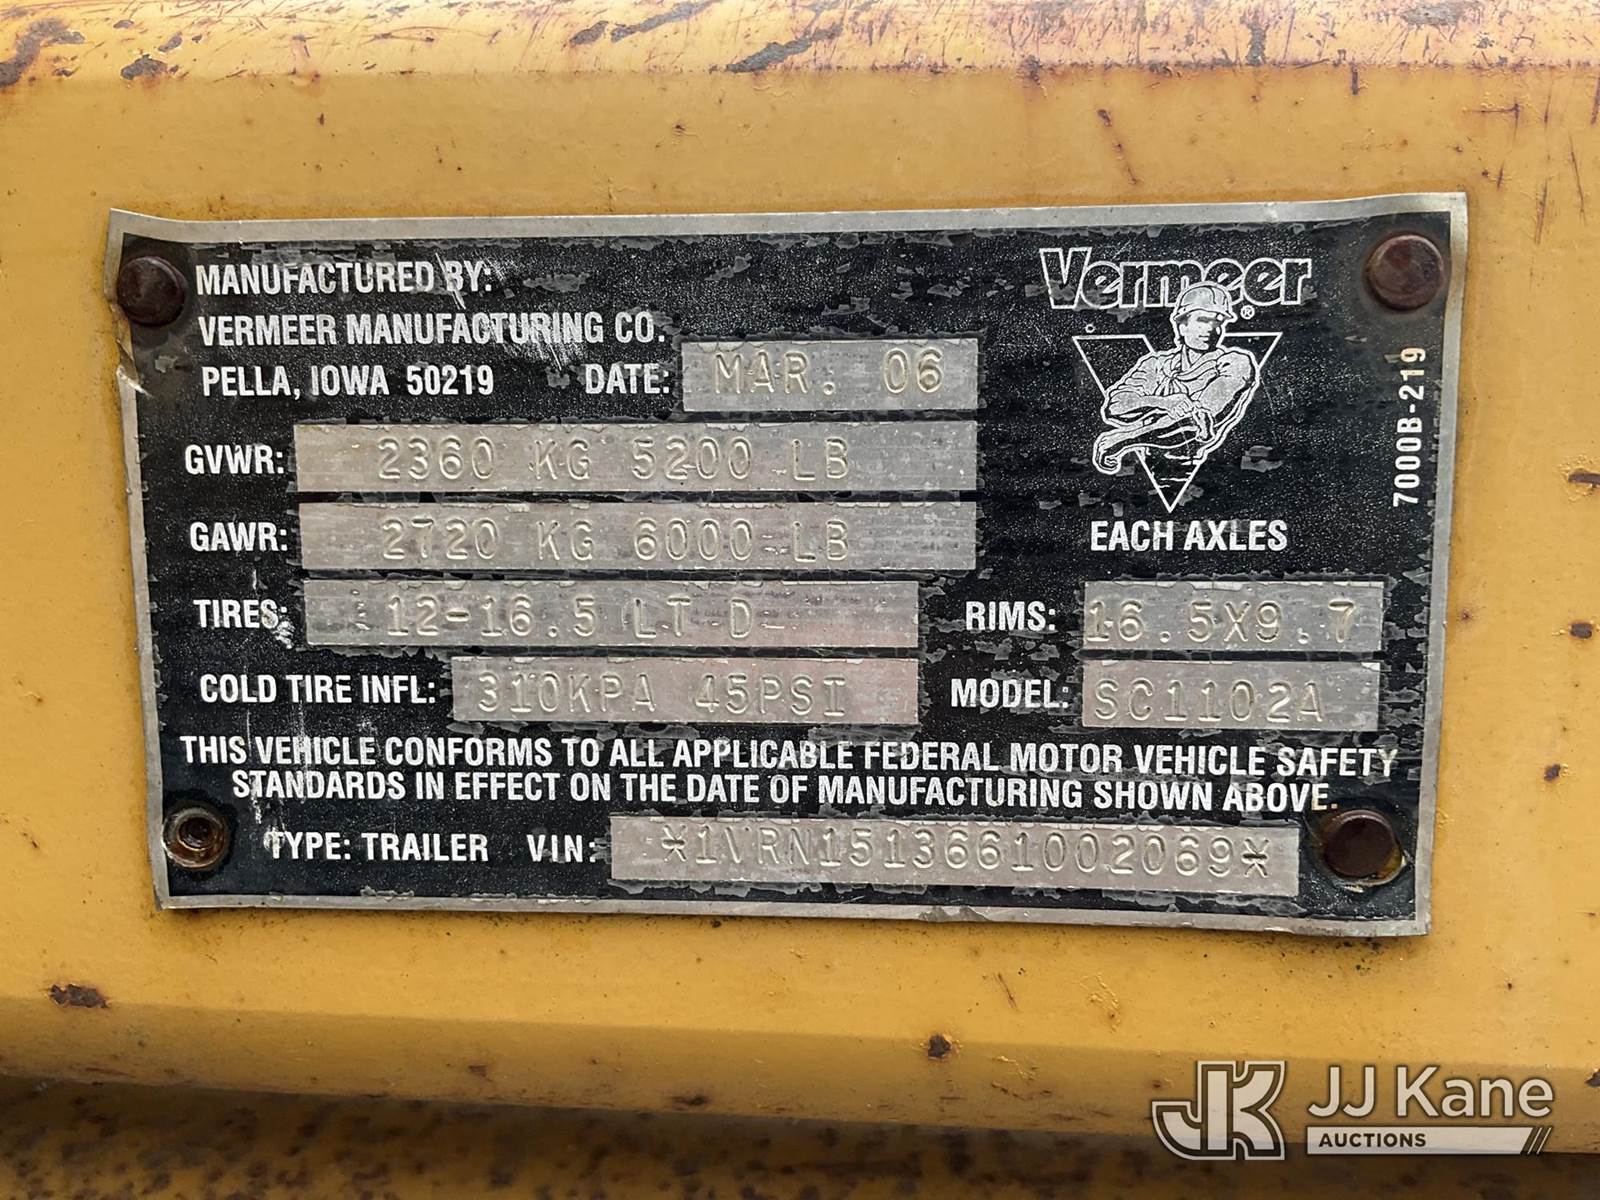 MANUFACTURED BY:
VERMEER MANUFACTURING CO.
PELLA, IOWA 50219 DATE: MAR. 06
Vermeer®
GVWR: 2360 KG 5200 LB
GAWR: 2720 KG 6000 LB
EACH AXLES
TIRES: 12-16.5 LT D
RIMS: 16.5X9.7
COLD TIRE INFL: 310KPA 45PSI
MODEL: SC1102A
THIS VEHICLE CONFORMS TO ALL APPLICABLE FEDERAL MOTOR VEHICLE SAFETY
STANDARDS IN EFFECT ON THE DATE OF MANUFACTURING SHOWN ABOVE.
TYPE: TRAILER VIN: *1VRN1513661002069*
7000B-219
JK JJ Kane
AUCTIONS